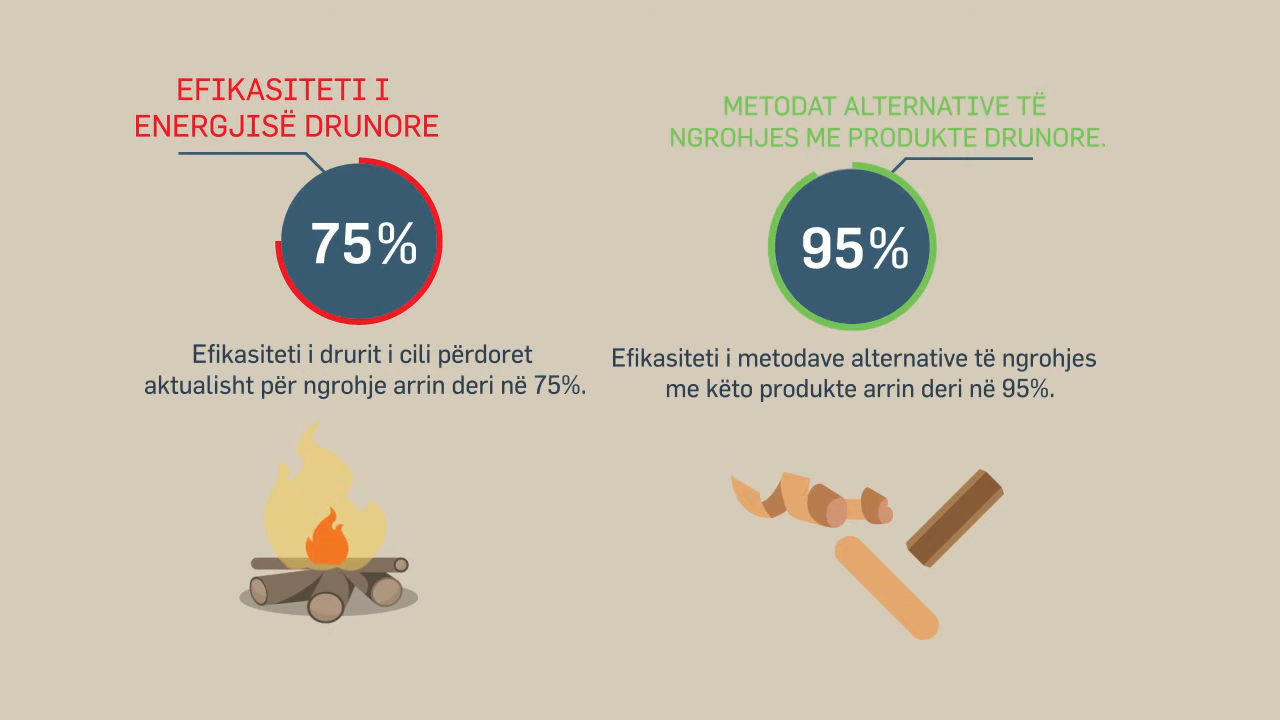 EFIKASITETI I
ENERGJISË DRUNORE
75%
Efikasiteti i drurit i cili përdoret
aktualisht për ngrohje arrin deri në 75%.
METODAT ALTERNATIVE TË
NGROHJES ME PRODUKTE DRUNORE.
95%
Efikasiteti i metodave alternative të ngrohjes
me këto produkte arrin deri në 95%.